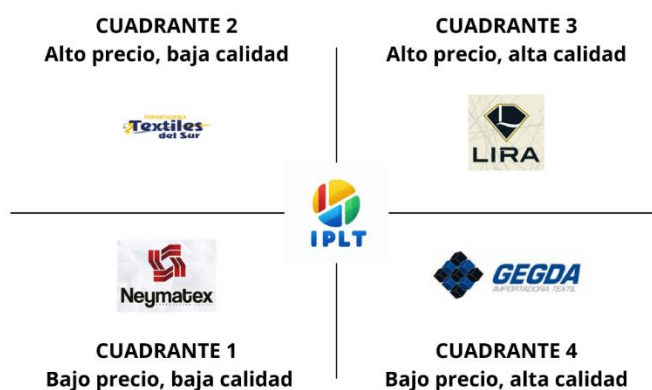 CUADRANTE 2
Alto precio, baja calidad
CUADRANTE 3
Alto precio, alta calidad
IMPORTADORA
Textiles
del Sur
L
LIRA
IPLT
Neymatex
GEGDA
IMPORTADORA TEXTIL
CUADRANTE 1
Bajo precio, baja calidad
CUADRANTE 4
Bajo precio, alta calidad